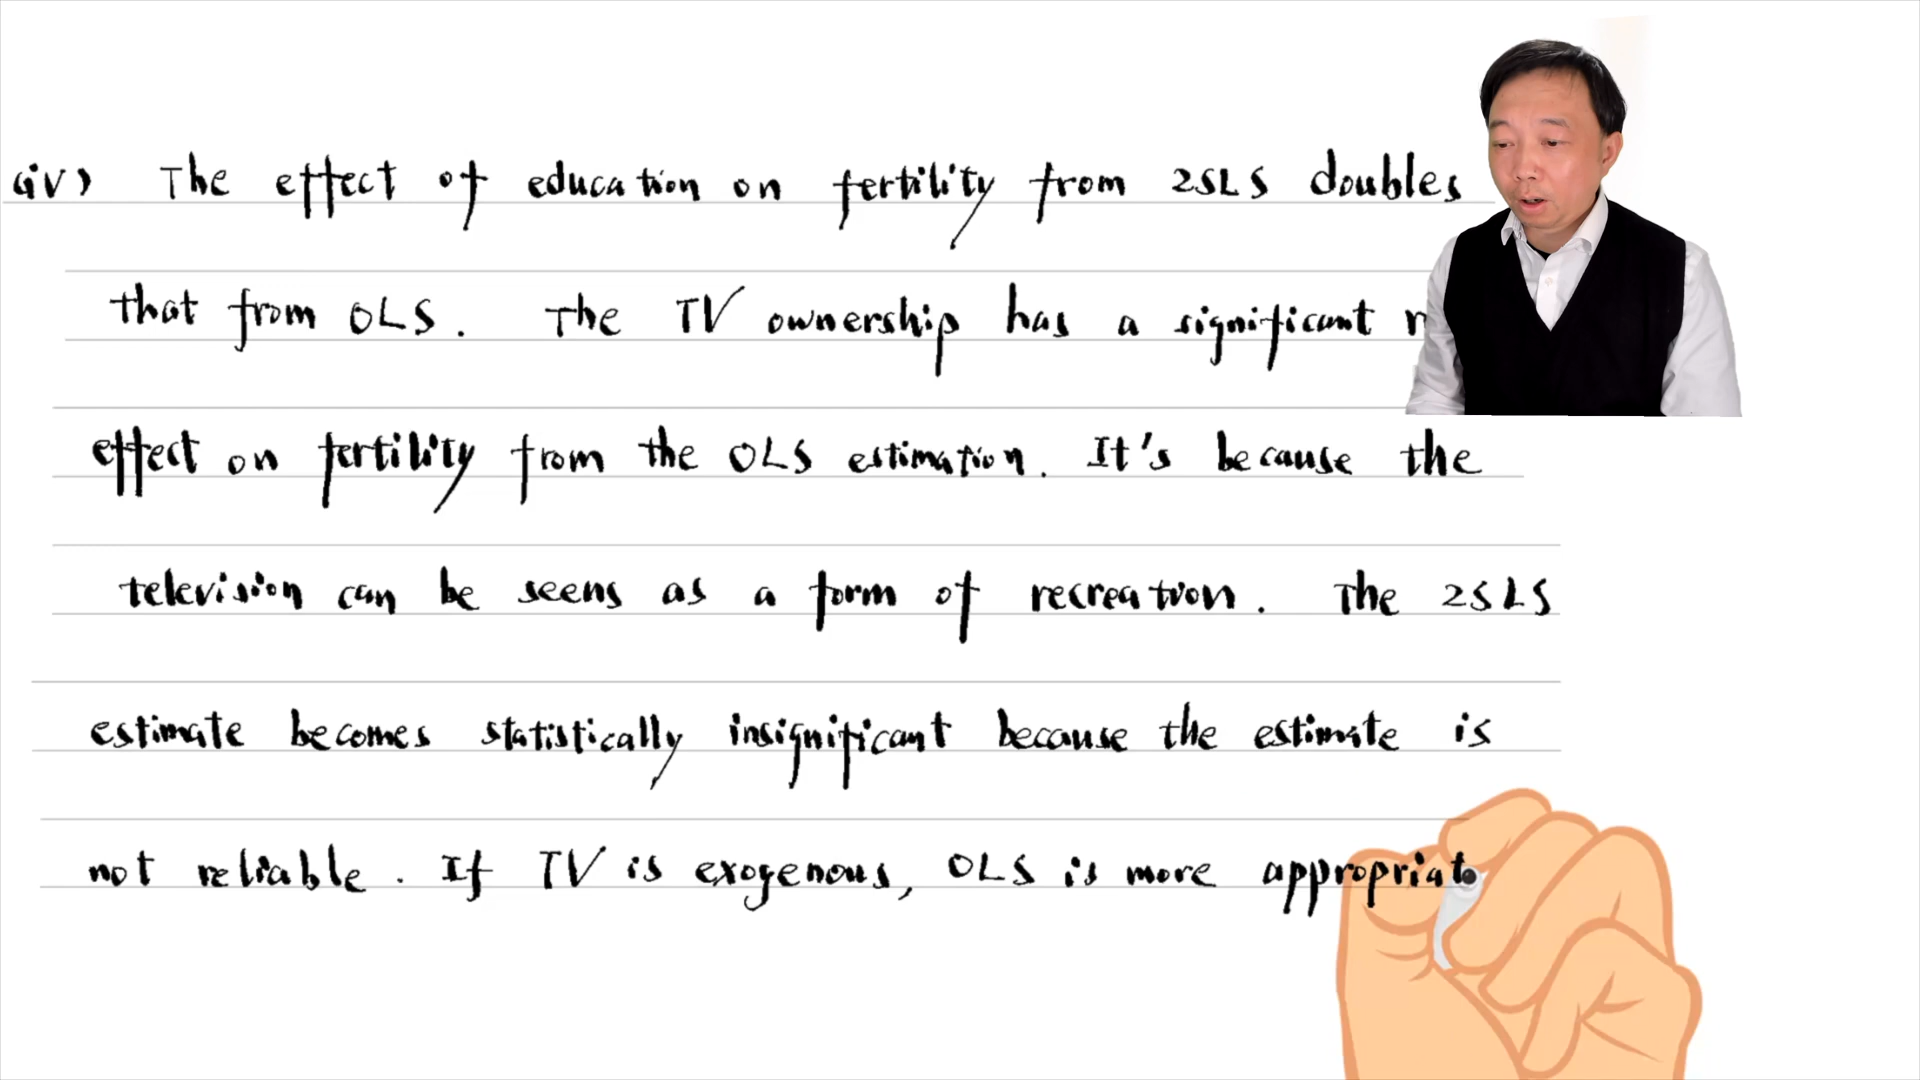 (iv) The effect of education on fertility from 2SLS doubles
that from OLS. The TV ownership has a significant
effect on fertility from the OLS estimation. It's because the
television can be seens as a form of recreation. The 2SLS
estimate becomes statistically insignificant because the estimate is
not reliable. If TV is exogenous, OLS is more appropriat